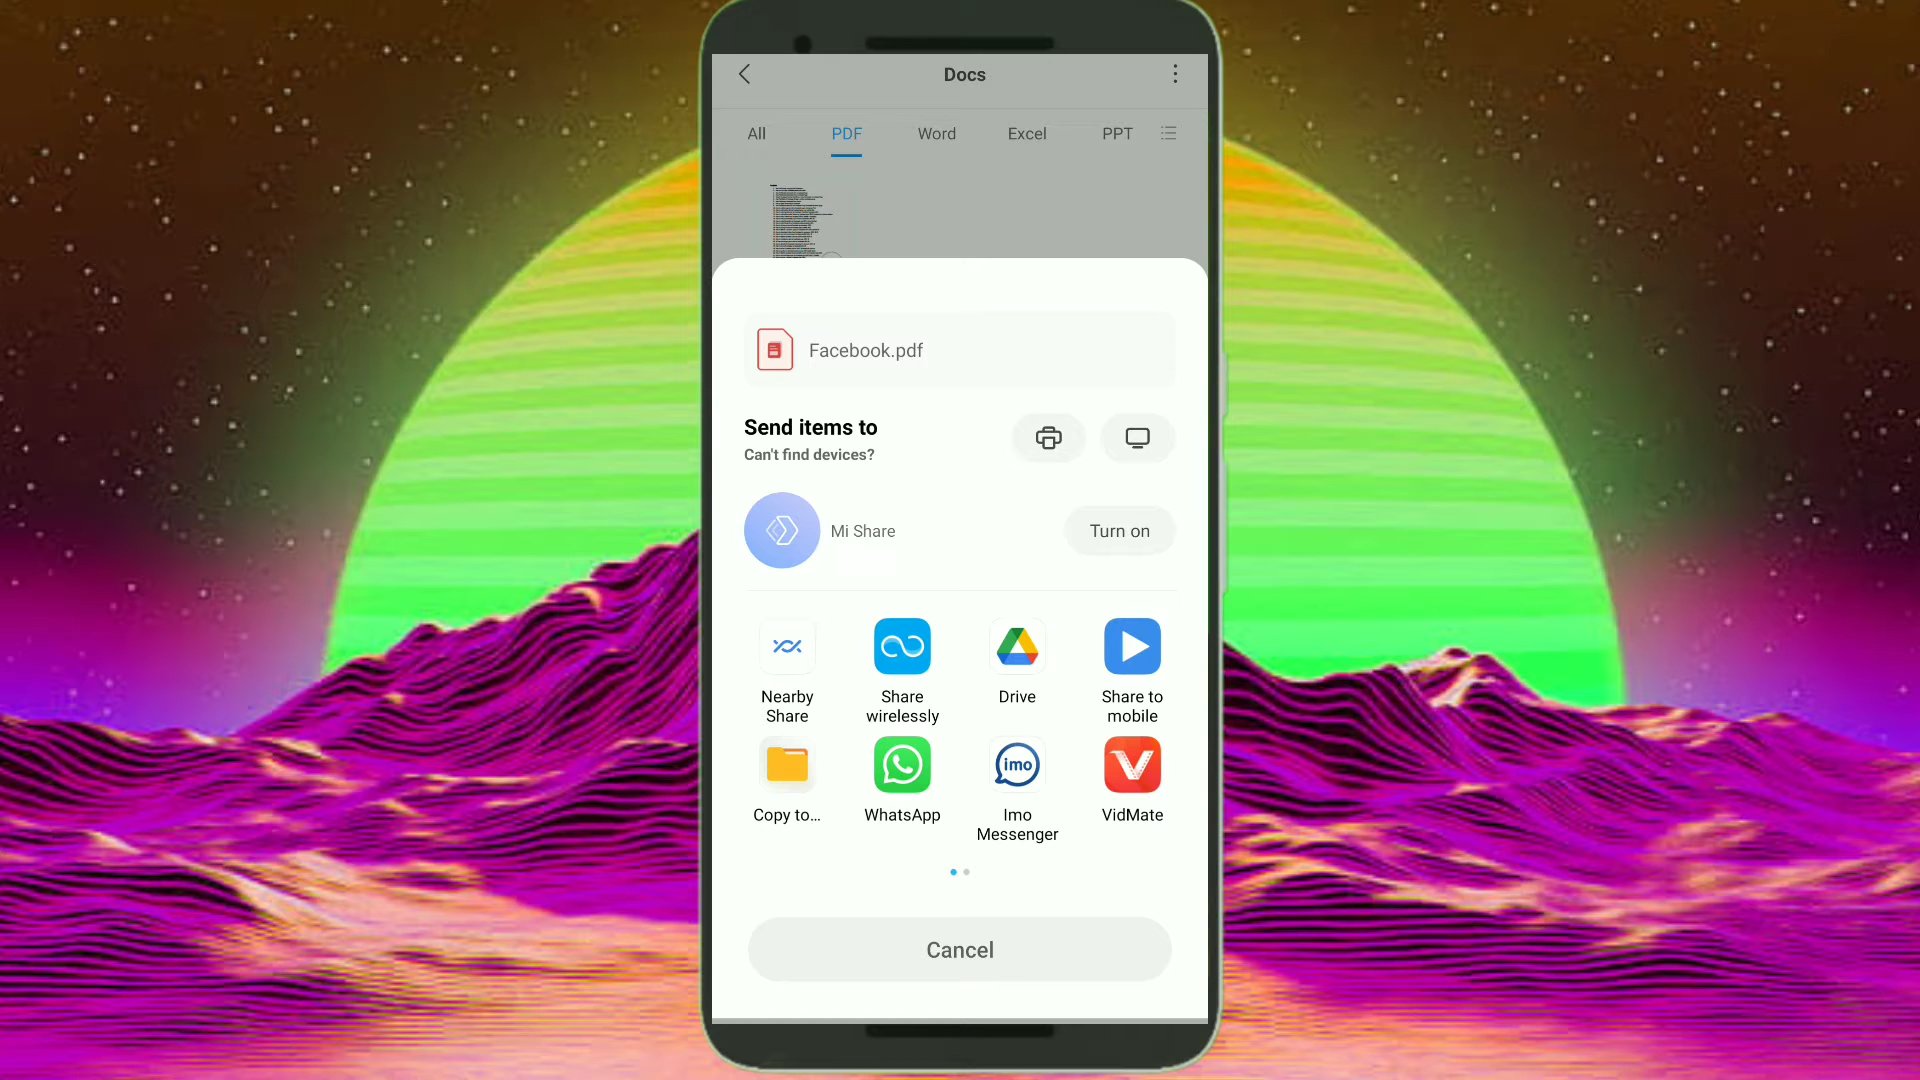 Docs
All PDF Word Excel PPT
Facebook.pdf
Send items to
Can't find devices?
Mi Share Turn on
Nearby Share
Share wirelessly
Drive
Share to mobile
Copy to...
WhatsApp
imo
Imo Messenger
VidMate
Cancel